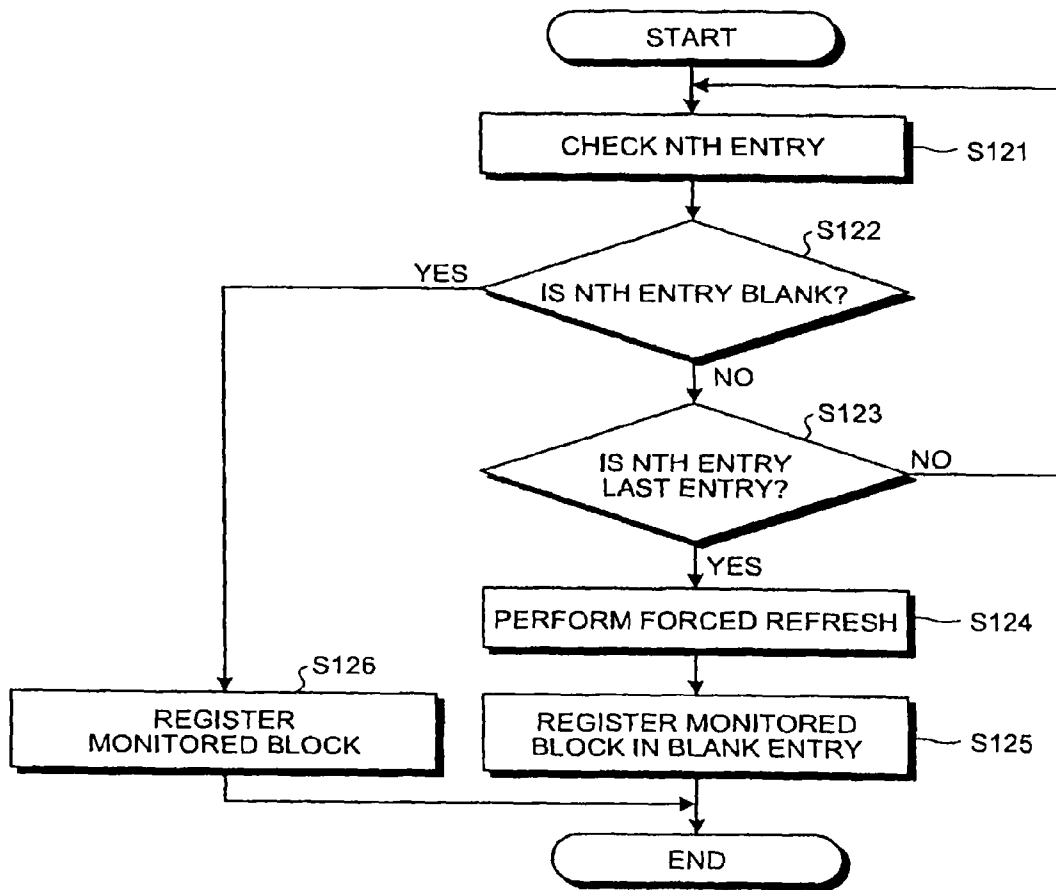 START
CHECK NTH ENTRY
S121
S122
YES
IS NTH ENTRY BLANK?
NO
S123
IS NTH ENTRY
LAST ENTRY?
NO
YES
PERFORM FORCED REFRESH
S124
S126
REGISTER
MONITORED BLOCK
REGISTER MONITORED
BLOCK IN BLANK ENTRY
S125
END